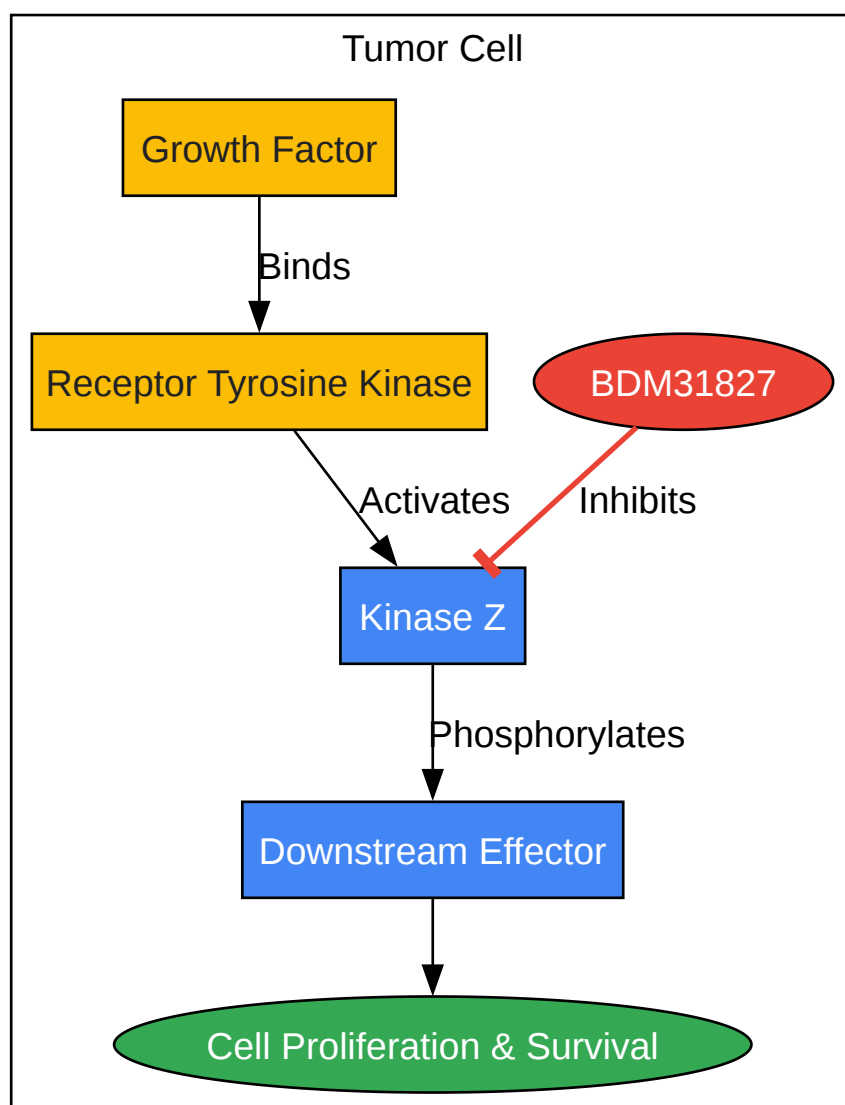 Tumor Cell
Growth Factor
Binds
Receptor Tyrosine Kinase
BDM31827
Activates
Inhibits
Kinase Z
Phosphorylates
Downstream Effector
Cell Proliferation & Survival